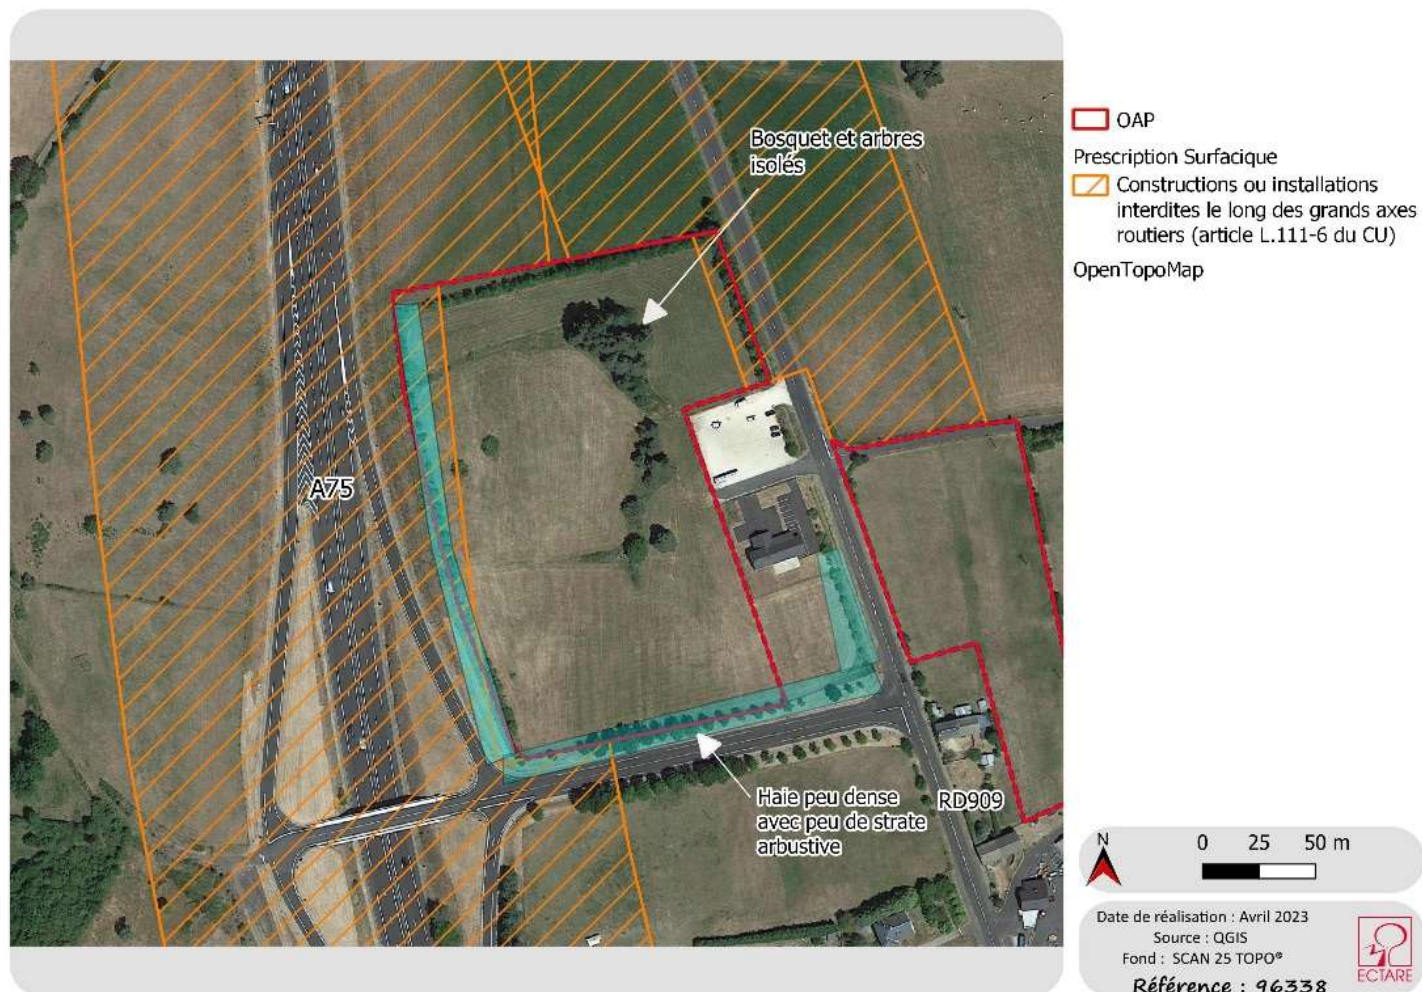 Bosquet et arbres
isolés
A75
Haie peu dense
avec peu de strate
arbustive
RD909
OAP
Prescription Surfacique
Constructions ou installations
interdites le long des grands axes
routiers (article L.111-6 du CU)
OpenTopoMap
N
0 25 50 m
Date de réalisation : Avril 2023
Source : QGIS
Fond : SCAN 25 TOPO®
Référence : 96338
ECTARE